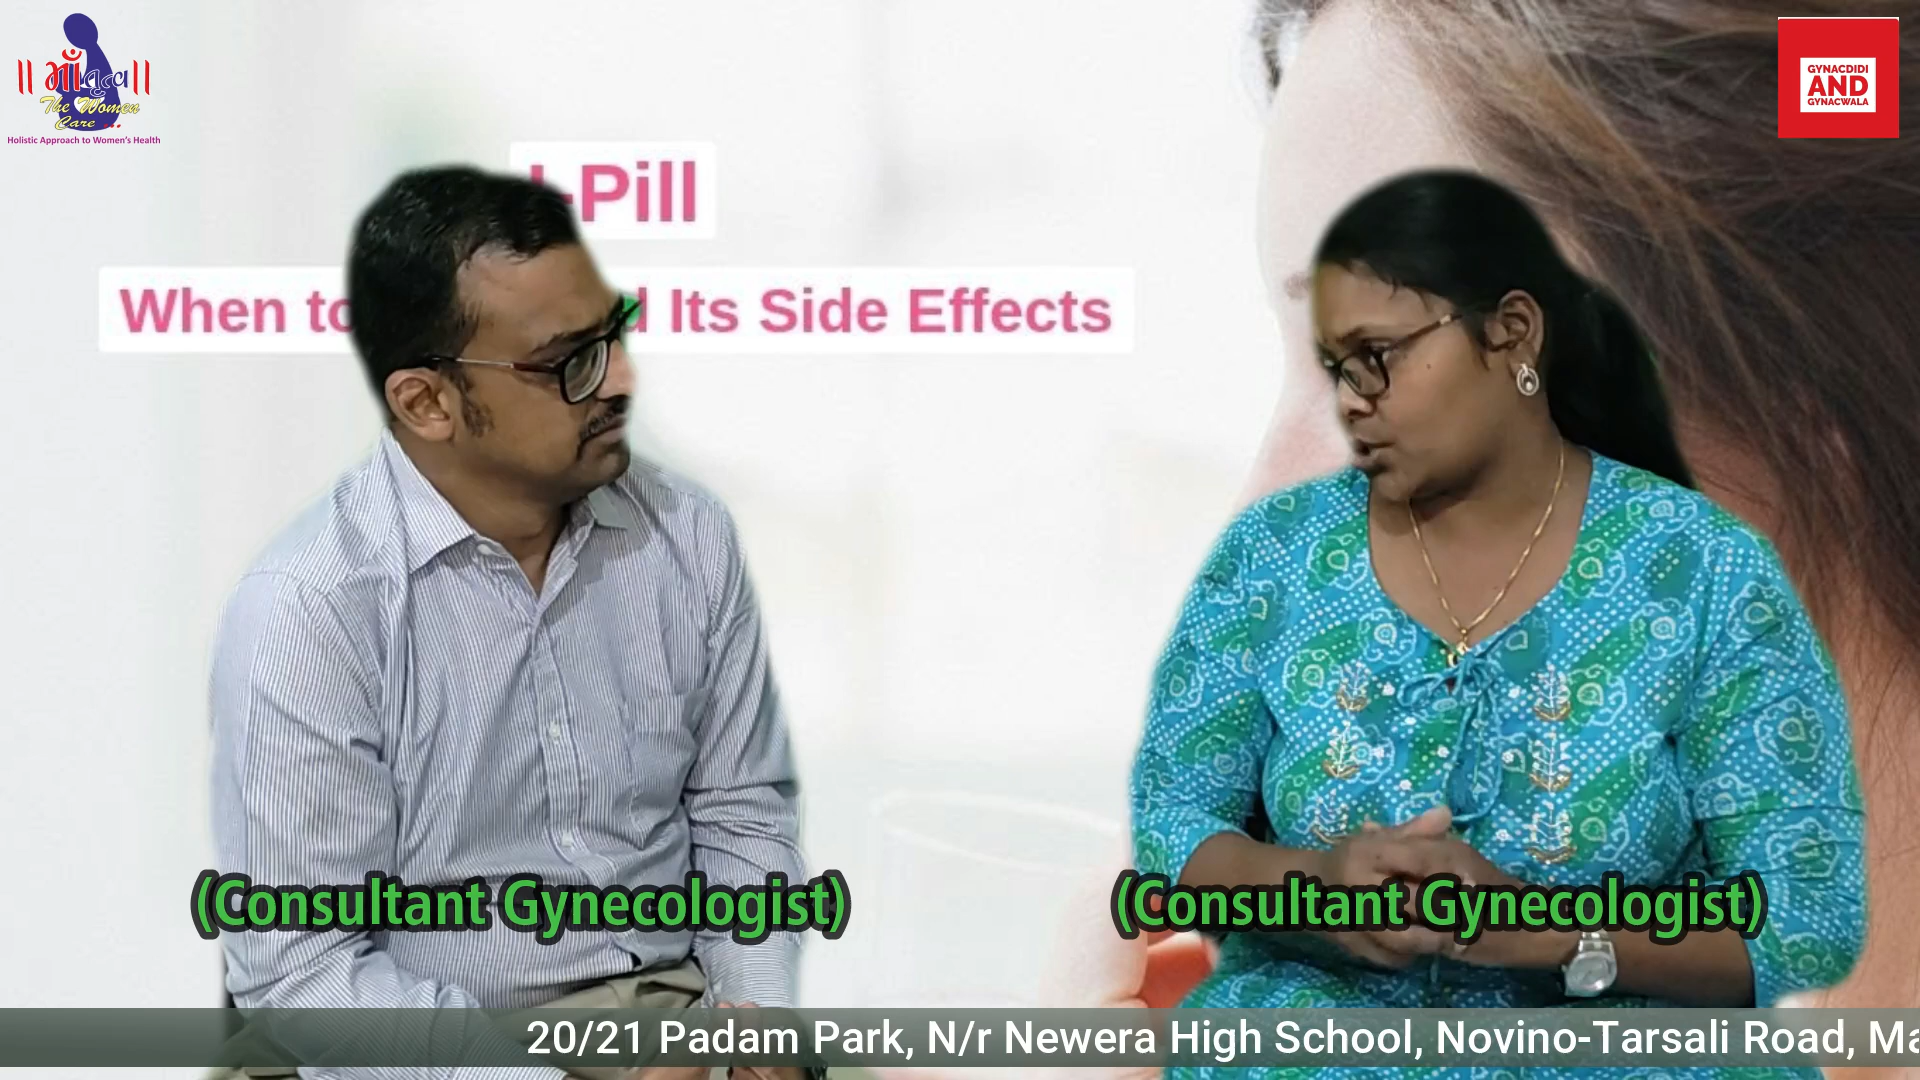 ॥ માઁતૃત્વ ॥
The Women
Care ...
Holistic Approach to Women's Health
GYNACDIDI
AND
GYNACWALA
I-Pill
When to Its Side Effects
(Consultant Gynecologist)
(Consultant Gynecologist)
20/21 Padam Park, N/r Newera High School, Novino-Tarsali Road, Ma